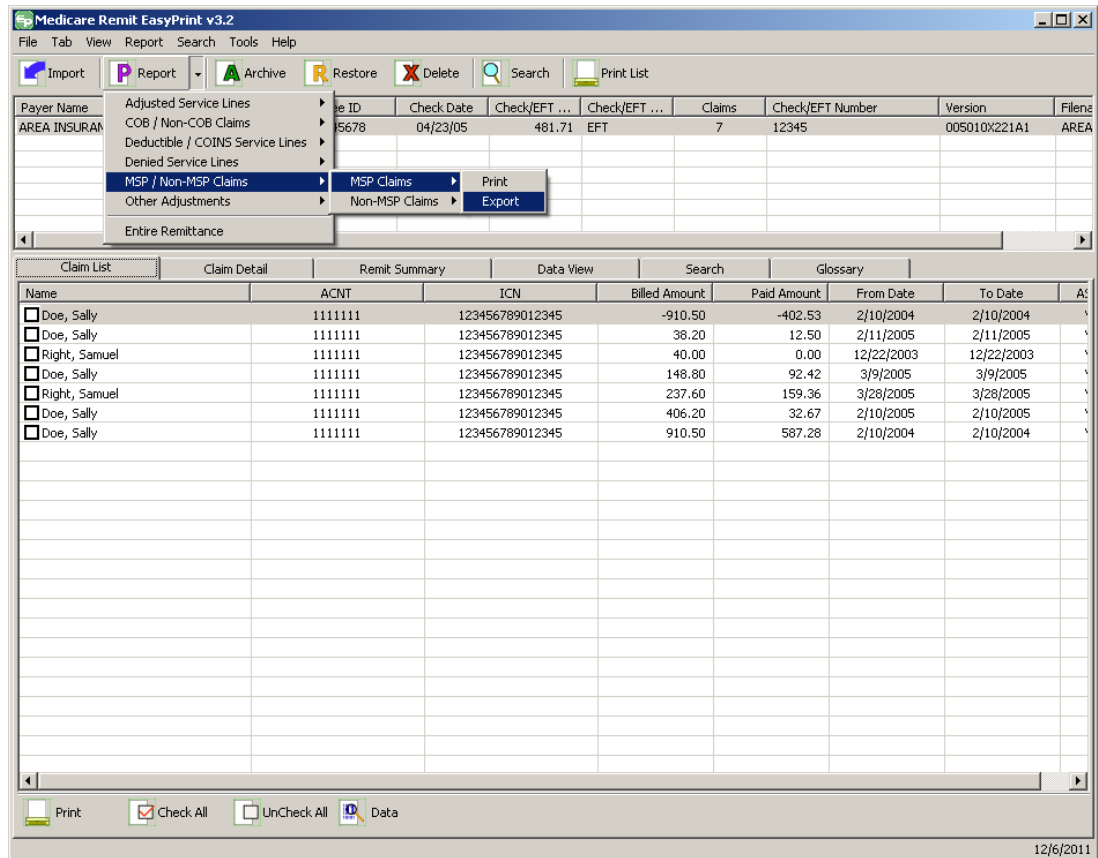 Medicare Remit EasyPrint v3.2
File Tab View Report Search Tools Help
Import Report Archive Restore Delete Search Print List
Payer Name ID Check Date Check/EFT ... Check/EFT ... Claims Check/EFT Number Version
AREA INSURAN 5678 04/23/05 481.71 EFT 7 12345 005010X221A1 AREA
Adjusted Service Lines
COB / Non-COB Claims
Deductible / COINS Service Lines
Denied Service Lines
MSP / Non-MSP Claims MSP Claims Print
Other Adjustments Non-MSP Claims Export
Entire Remittance
Claim List Claim Detail Remit Summary Data View Search Glossary
Name ACNT ICN Billed Amount Paid Amount From Date To Date
Doe, Sally 1111111 123456789012345 -910.50 -402.53 2/10/2004 2/10/2004
Doe, Sally 1111111 123456789012345 38.20 12.50 2/11/2005 2/11/2005
Right, Samuel 1111111 123456789012345 40.00 0.00 12/22/2003 12/22/2003
Doe, Sally 1111111 123456789012345 148.80 92.42 3/9/2005 3/9/2005
Right, Samuel 1111111 123456789012345 237.60 159.36 3/28/2005 3/28/2005
Doe, Sally 1111111 123456789012345 406.20 32.67 2/10/2005 2/10/2005
Doe, Sally 1111111 123456789012345 910.50 587.28 2/10/2004 2/10/2004
Print Check All UnCheck All Data
12/6/2011